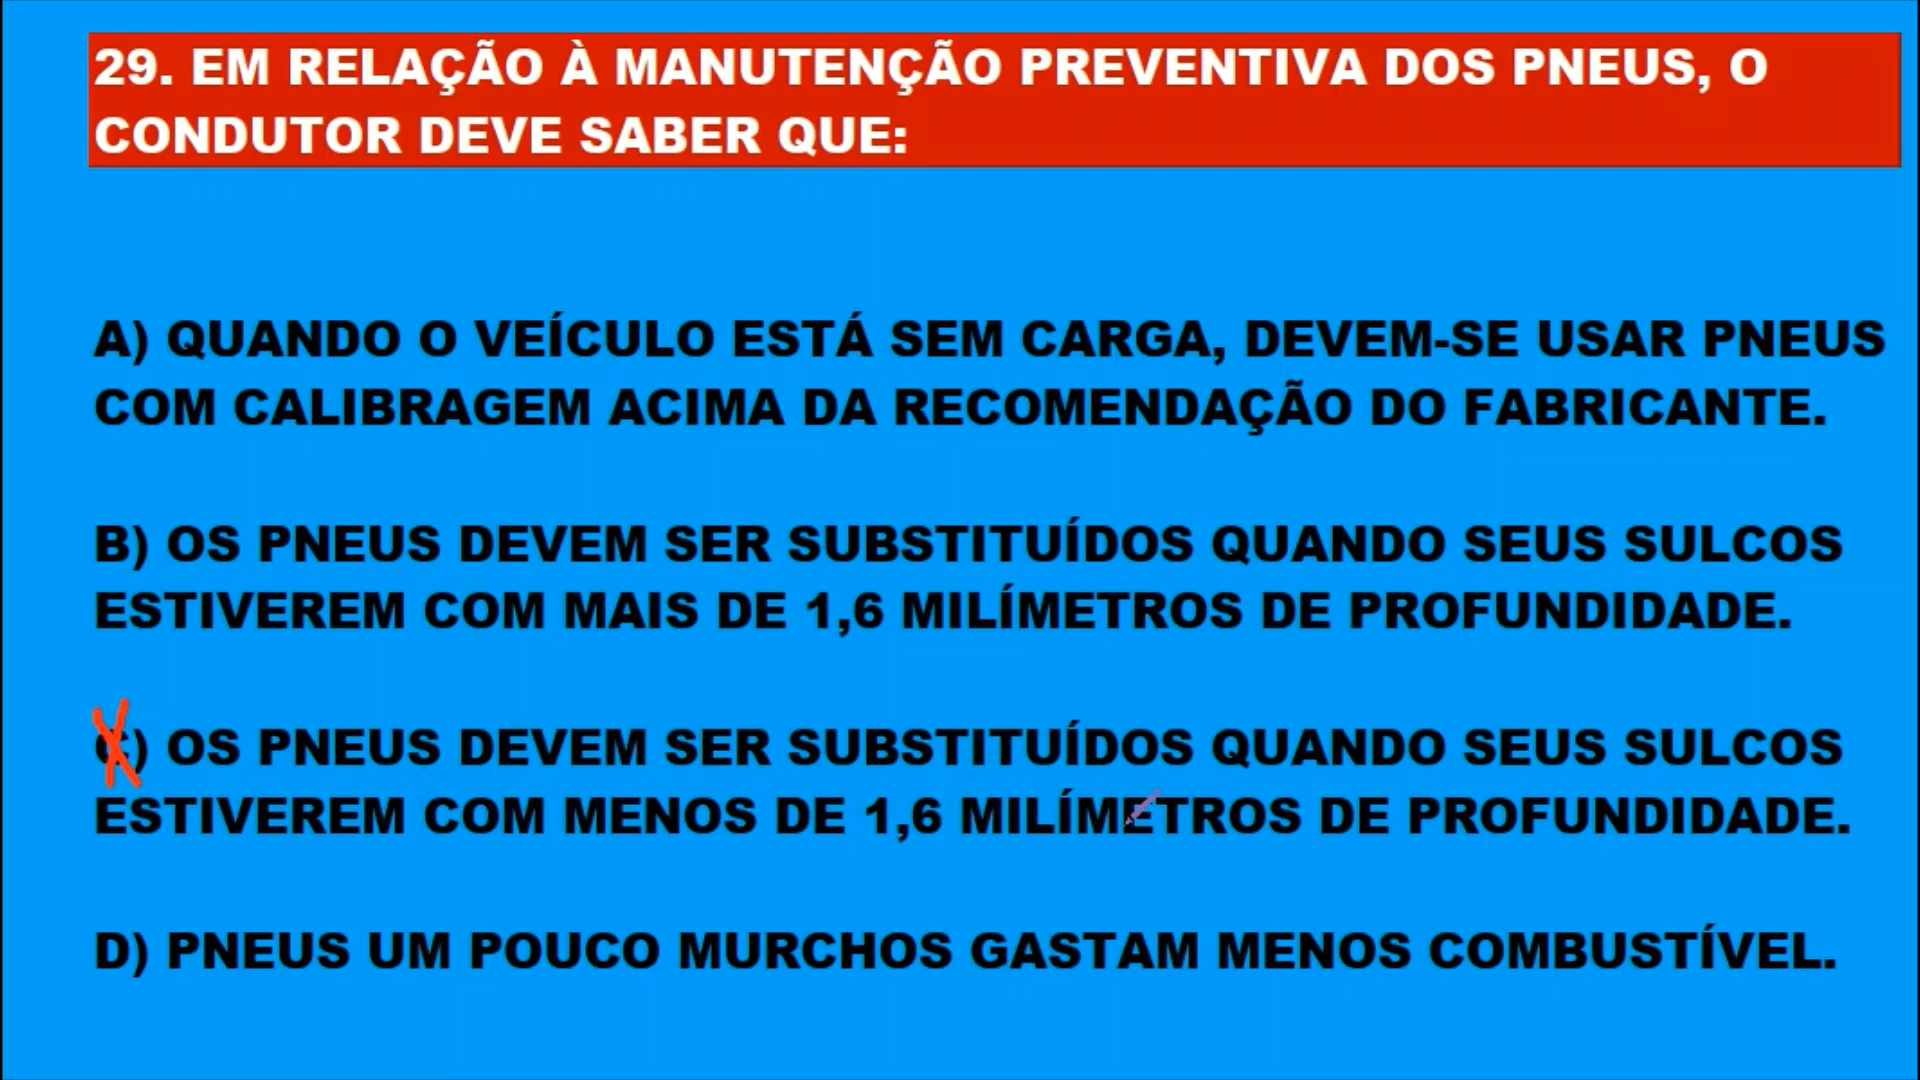 29. EM RELAÇÃO À MANUTENÇÃO PREVENTIVA DOS PNEUS, O
CONDUTOR DEVE SABER QUE:
A) QUANDO O VEÍCULO ESTÁ SEM CARGA, DEVEM-SE USAR PNEUS
COM CALIBRAGEM ACIMA DA RECOMENDAÇÃO DO FABRICANTE.
B) OS PNEUS DEVEM SER SUBSTITUÍDOS QUANDO SEUS SULCOS
ESTIVEREM COM MAIS DE 1,6 MILÍMETROS DE PROFUNDIDADE.
C) OS PNEUS DEVEM SER SUBSTITUÍDOS QUANDO SEUS SULCOS
ESTIVEREM COM MENOS DE 1,6 MILÍMETROS DE PROFUNDIDADE.
D) PNEUS UM POUCO MURCHOS GASTAM MENOS COMBUSTÍVEL.